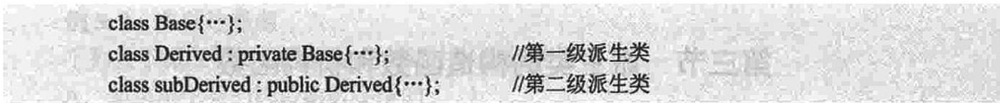 class Base{⋯};
class Derived : private Base{⋯}; //第一级派生类
class subDerived : public Derived{⋯}; //第二级派生类